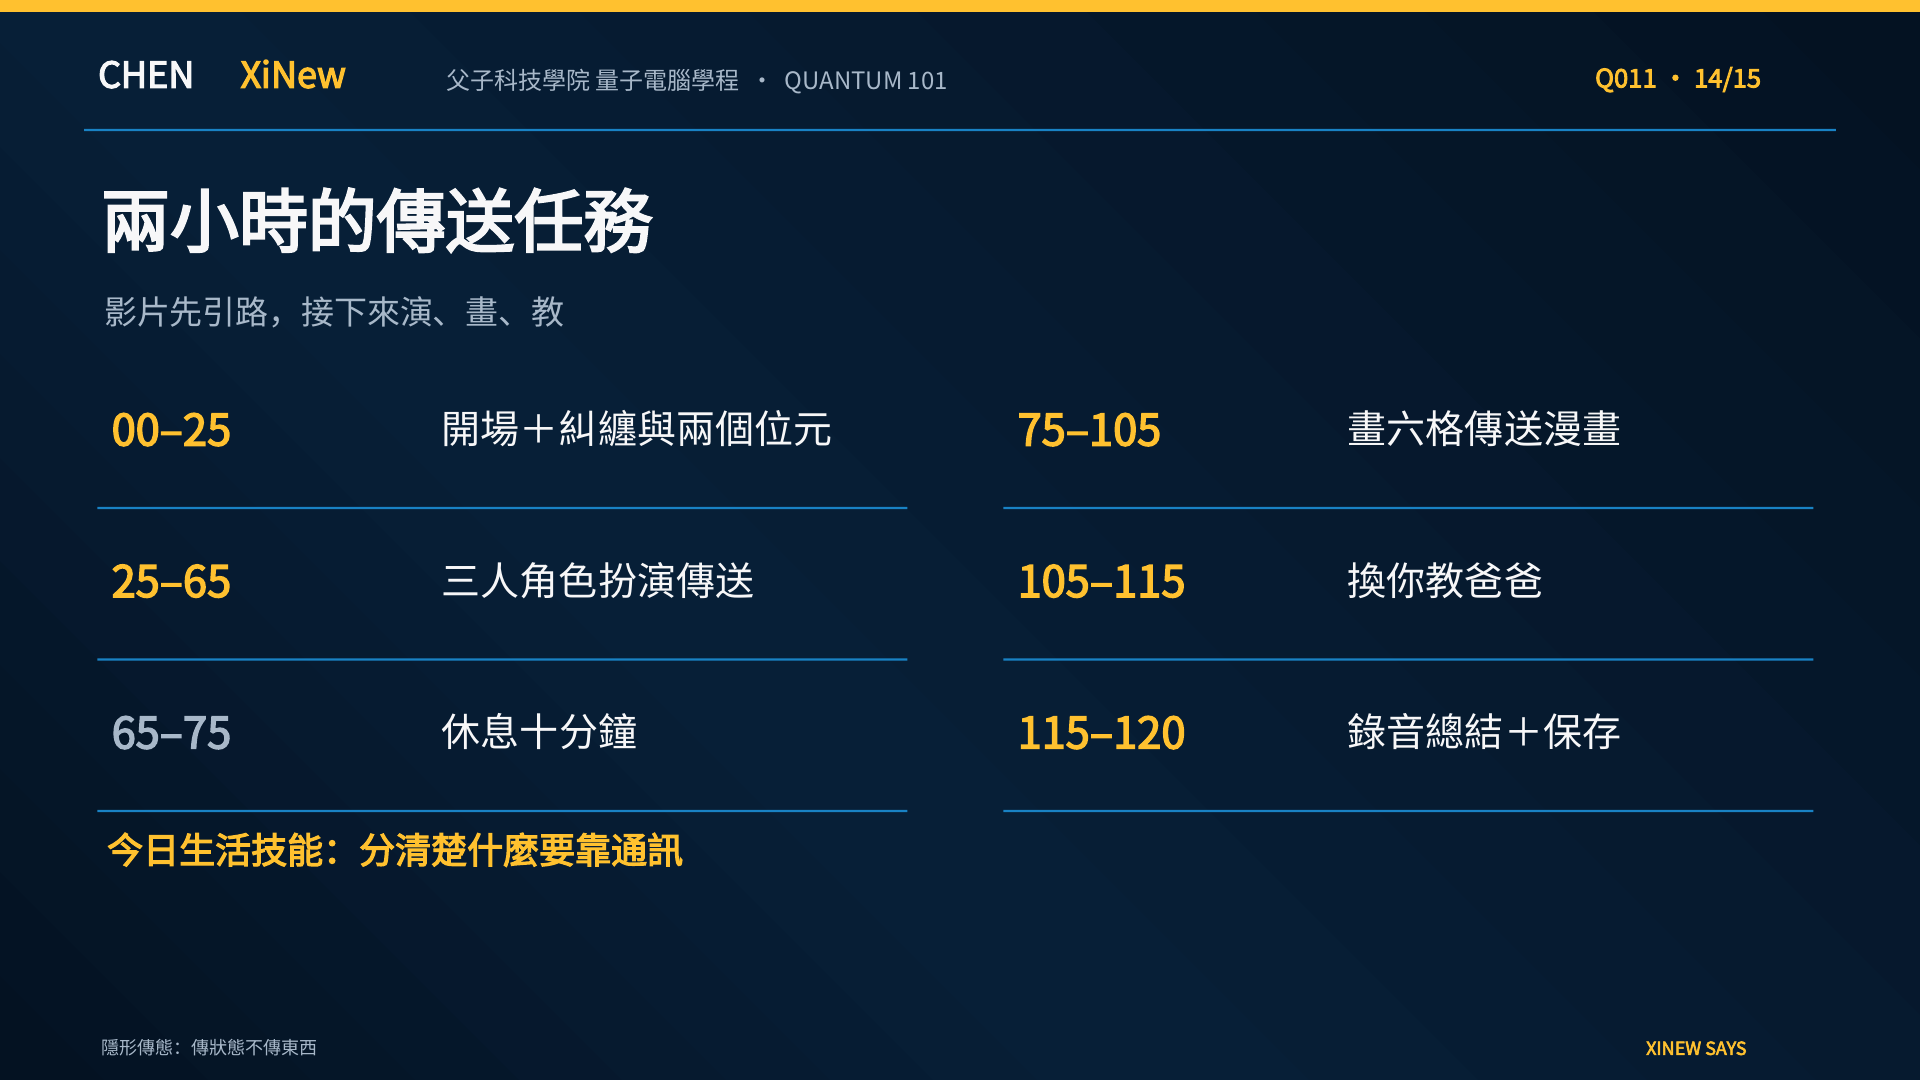 CHEN XiNew 父子科技學院 量子電腦學程 · QUANTUM 101 Q011 · 14/15
兩小時的傳送任務
影片先引路，接下來演、畫、教
00–25 開場＋糾纏與兩個位元
25–65 三人角色扮演傳送
65–75 休息十分鐘
75–105 畫六格傳送漫畫
105–115 換你教爸爸
115–120 錄音總結＋保存
今日生活技能：分清楚什麼要靠通訊
隱形傳態：傳狀態不傳東西 XINEW SAYS